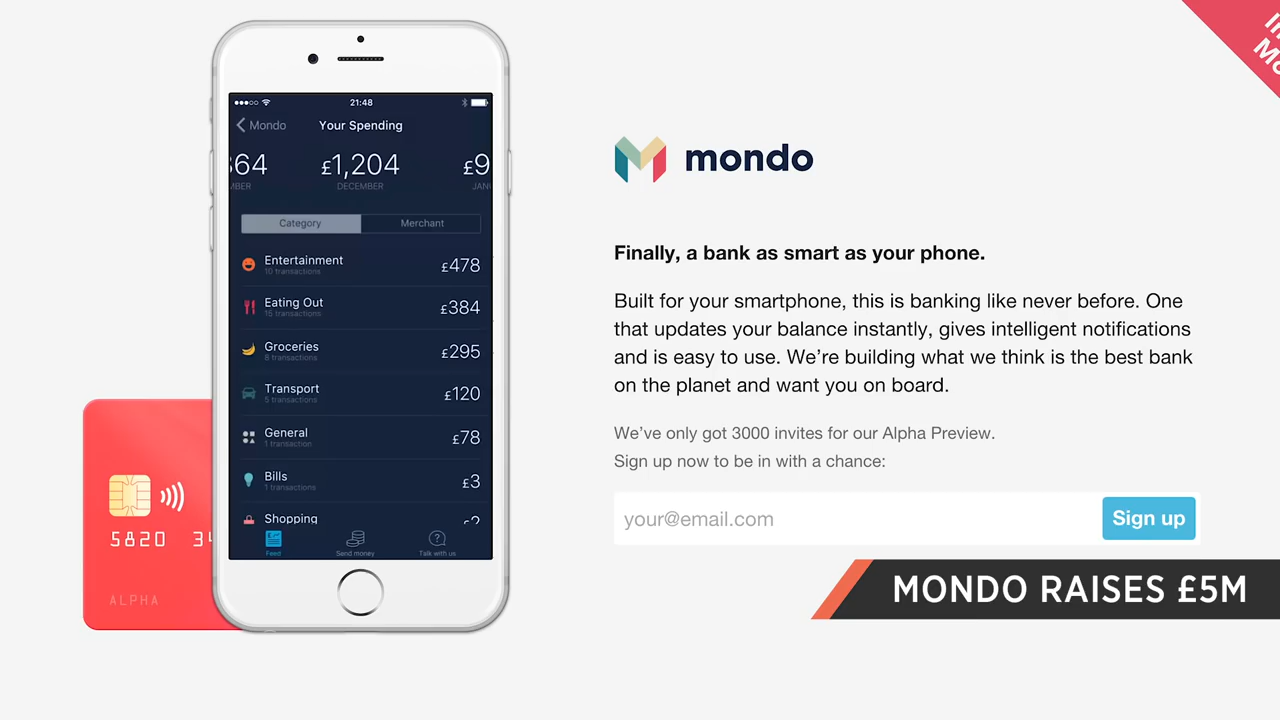 21:48
Mondo
Your Spending
£1,204
£9
DECEMBER
Category
Merchant
Entertainment
10 transactions
£478
Eating Out
15 transactions
£384
Groceries
8 transactions
£295
Transport
5 transactions
£120
General
1 transaction
£78
Bills
1 transactions
£3
Shopping
Feed
Send money
Talk with us
5820 34
ALPHA
mondo
Finally, a bank as smart as your phone.
Built for your smartphone, this is banking like never before. One
that updates your balance instantly, gives intelligent notifications
and is easy to use. We’re building what we think is the best bank
on the planet and want you on board.
We’ve only got 3000 invites for our Alpha Preview.
Sign up now to be in with a chance:
your@email.com
Sign up
MONDO RAISES £5M